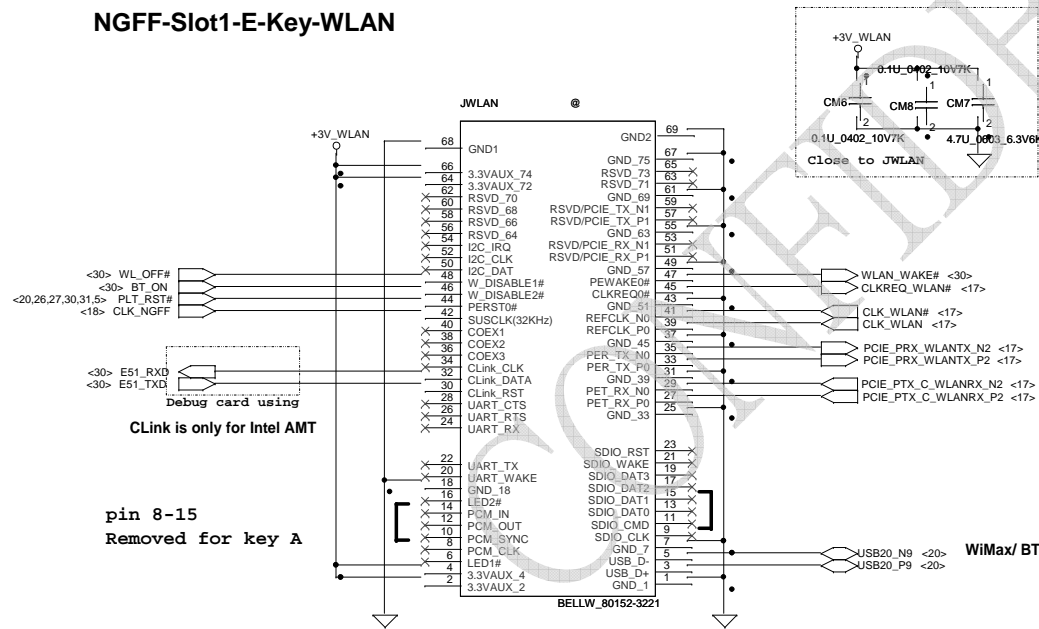 NGFF-Slot1-E-Key-WLAN
+3V_WLAN
0.1U_0402_10V7K
1
1
1
CM6
CM8
CM7
2
2
2
0.1U_0402_10V7K
4.7U_0603_6.3V6K
Close to JWLAN
JWLAN
@
+3V_WLAN
68 GND1
66 3.3VAUX_74
64 3.3VAUX_72
62 RSVD_70
60 RSVD_68
58 RSVD_66
56 RSVD_64
54 I2C_IRQ
52 I2C_CLK
50 I2C_DAT
48 W_DISABLE1#
46 W_DISABLE2#
44 PERST0#
42 SUSCLK(32KHz)
40 COEX1
38 COEX2
36 COEX3
34 CLink_CLK
32 CLink_DATA
30 CLink_RST
28 UART_CTS
26 UART_RTS
24 UART_RX
22 UART_TX
20 UART_WAKE
18 GND_18
16 LED2#
14 PCM_IN
12 PCM_OUT
10 PCM_SYNC
8 PCM_CLK
6 LED1#
4 3.3VAUX_4
2 3.3VAUX_2
GND2 69
GND_75 67
RSVD_73 65
RSVD_71 63
GND_69 61
RSVD/PCIE_TX_N1 59
RSVD/PCIE_TX_P1 57
GND_63 55
RSVD/PCIE_RX_N1 53
RSVD/PCIE_RX_P1 51
GND_57 49
PEWAKE0# 47
CLKREQ0# 45
GND_51 43
REFCLK_N0 41
REFCLK_P0 39
GND_45 37
PER_TX_N0 35
PER_TX_P0 33
GND_39 31
PET_RX_N0 29
PET_RX_P0 27
GND_33 25
SDIO_RST 23
SDIO_WAKE 21
SDIO_DAT3 19
SDIO_DAT2 17
SDIO_DAT1 15
SDIO_DAT0 13
SDIO_CMD 11
SDIO_CLK 9
GND_7 7
USB_D- 5
USB_D+ 3
GND_1 1
BELLW_80152-3221
<30> WL_OFF#
<30> BT_ON
<20,26,27,30,31,5> PLT_RST#
<18> CLK_NGFF
<30> E51_RXD
<30> E51_TXD
Debug card using
CLink is only for Intel AMT
pin 8-15
Removed for key A
WLAN_WAKE# <30>
CLKREQ_WLAN# <17>
CLK_WLAN# <17>
CLK_WLAN <17>
PCIE_PRX_WLANTX_N2 <17>
PCIE_PRX_WLANTX_P2 <17>
PCIE_PTX_C_WLANRX_N2 <17>
PCIE_PTX_C_WLANRX_P2 <17>
USB20_N9 <20>
USB20_P9 <20>
WiMax/ BT